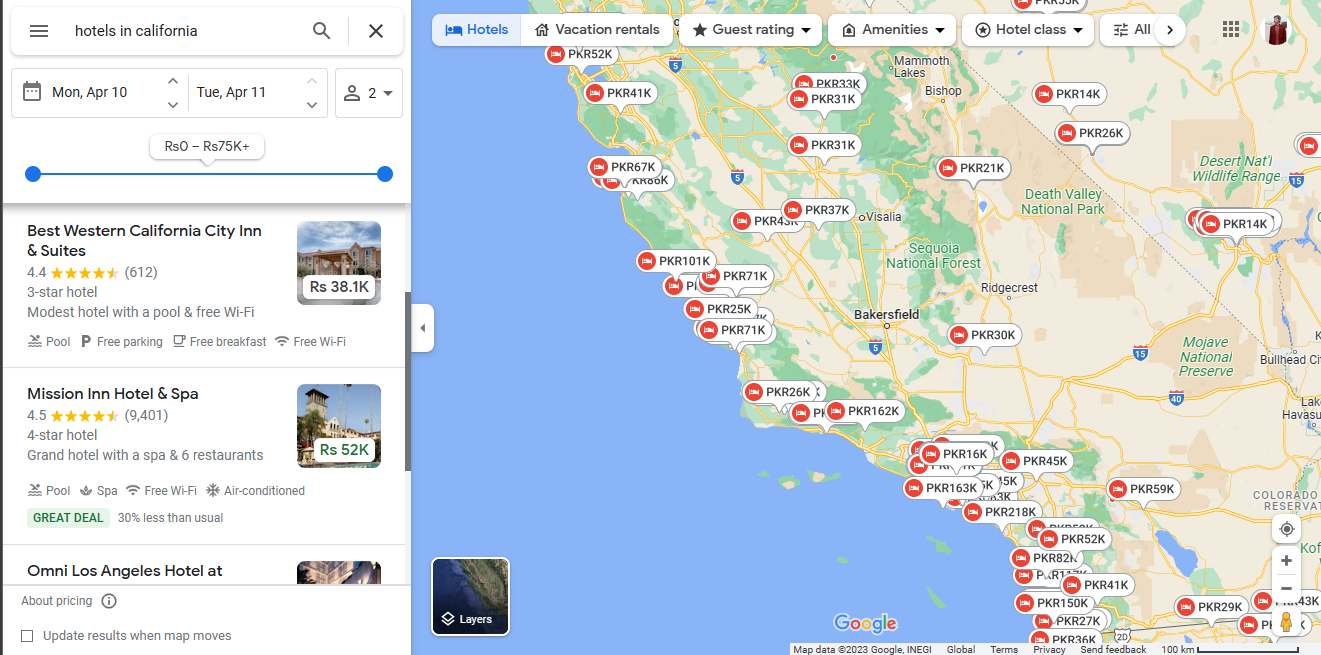 hotels in california
Mon, Apr 10
Tue, Apr 11
2
Rs0 – Rs75K+
Best Western California City Inn
& Suites
4.4 (612)
3-star hotel
Modest hotel with a pool & free Wi-Fi
Rs 38.1K
Pool Free parking Free breakfast Free Wi-Fi
Mission Inn Hotel & Spa
4.5 (9,401)
4-star hotel
Grand hotel with a spa & 6 restaurants
Rs 52K
Pool Spa Free Wi-Fi Air-conditioned
GREAT DEAL 30% less than usual
Omni Los Angeles Hotel at
About pricing
Update results when map moves
Hotels
Vacation rentals
Guest rating
Amenities
Hotel class
All
PKR52K
5
Mammoth
Lakes
PKR33K
PKR41K
PKR31K
Bishop
PKR14K
PKR26K
PKR31K
PKR67K
PKR21K
5
Desert Nat'l
Wildlife Range
15
Death Valley
National Park
PKR37K
Visalia
PKR14K
Sequoia
National Forest
PKR101K
PKR71K
Ridgecrest
PKR25K
Bakersfield
PKR71K
PKR30K
5
15
Mojave
National
Preserve
Bullhead
40
PKR26K
PKR162K
PKR16K
PKR45K
PKR163K
PKR59K
COLORADO
PKR218K
PKR52K
PKR82K
PKR41K
PKR150K
PKR29K
PKR27K
PKR36K
2D
Layers
Google
Map data ©2023 Google, INEGI Global Terms Privacy Send feedback 100 km